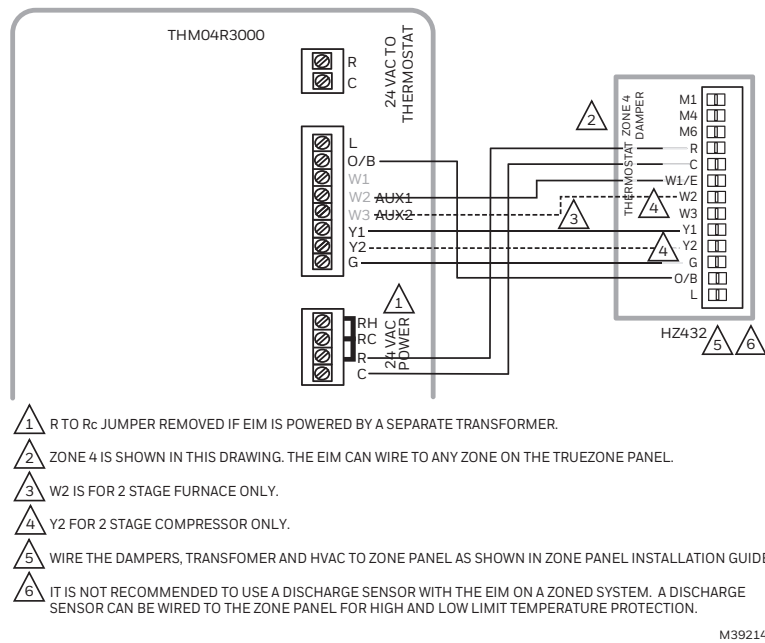 THM04R3000
24 VAC TO
THERMOSTAT
R
C
L
O/B
W1
W2 AUX1
W3 AUX2
Y1
Y2
G
RH
RC
R
C
24 VAC
POWER
1
2
3
4
4
THERMOSTAT ZONE 4
DAMPER
M1
M4
M6
R
C
W1/E
W2
W3
Y1
Y2
G
O/B
L
HZ432
5
6
1 R TO Rc JUMPER REMOVED IF EIM IS POWERED BY A SEPARATE TRANSFORMER.
2 ZONE 4 IS SHOWN IN THIS DRAWING. THE EIM CAN WIRE TO ANY ZONE ON THE TRUEZONE PANEL.
3 W2 IS FOR 2 STAGE FURNACE ONLY.
4 Y2 FOR 2 STAGE COMPRESSOR ONLY.
5 WIRE THE DAMPERS, TRANSFOMER AND HVAC TO ZONE PANEL AS SHOWN IN ZONE PANEL INSTALLATION GUIDE
6 IT IS NOT RECOMMENDED TO USE A DISCHARGE SENSOR WITH THE EIM ON A ZONED SYSTEM. A DISCHARGE
SENSOR CAN BE WIRED TO THE ZONE PANEL FOR HIGH AND LOW LIMIT TEMPERATURE PROTECTION.
M39214